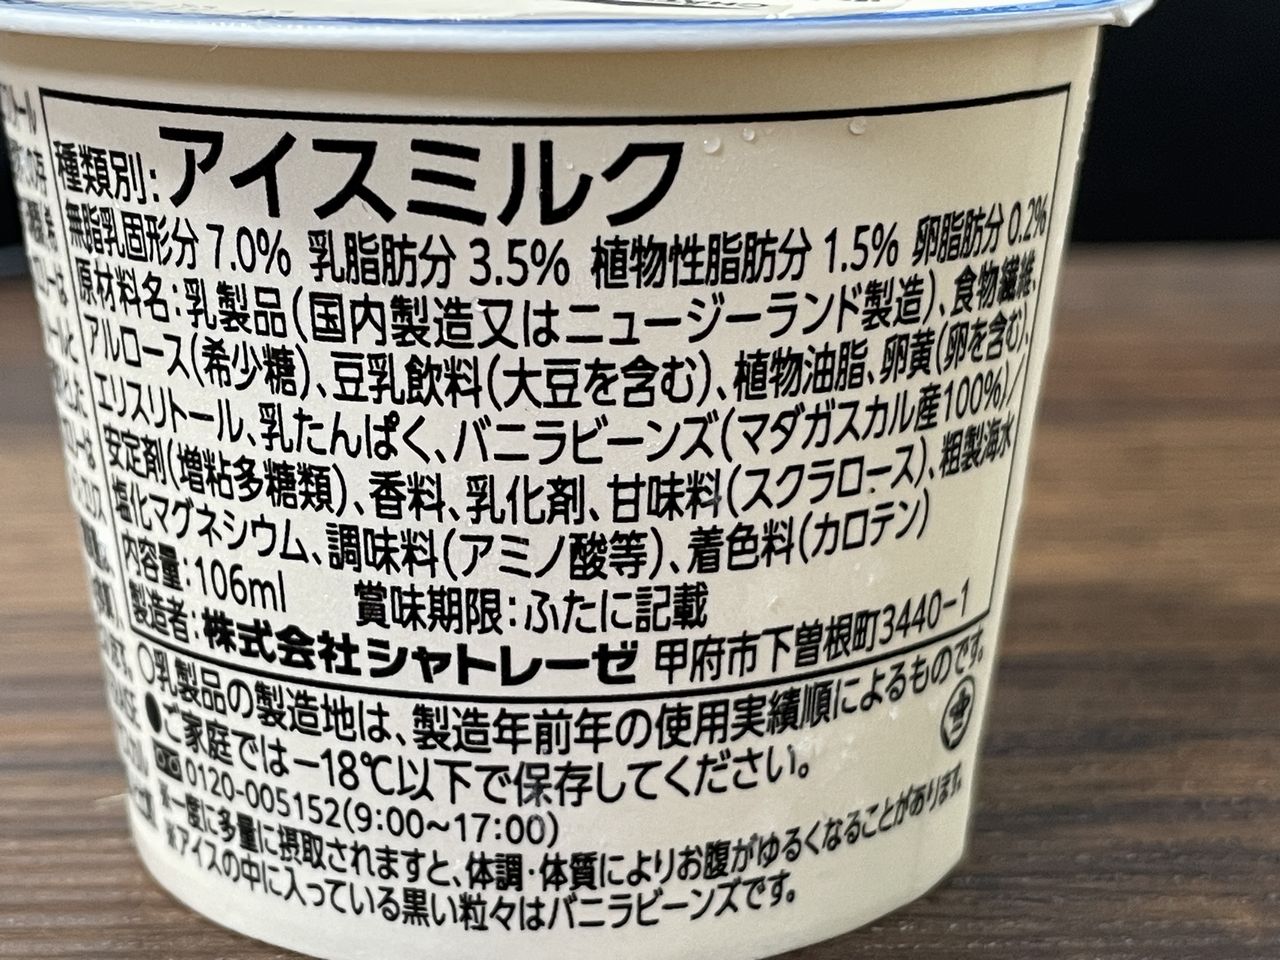 種類別:アイスミルク
無脂乳固形分 7.0% 乳脂肪分 3.5% 植物性脂肪分 1.5% 卵脂肪分 0.2%
原材料名:乳製品(国内製造又はニュージーランド製造)、食物繊維、
アルロース(希少糖)、豆乳飲料(大豆を含む)、植物油脂、卵黄(卵を含む)、
エリスリトール、乳たんぱく、バニラビーンズ(マダガスカル産100%)/
安定剤(増粘多糖類)、香料、乳化剤、甘味料(スクラロース)、粗製海水
塩化マグネシウム、調味料(アミノ酸等)、着色料(カロテン)
内容量:106ml 賞味期限:ふたに記載
製造者:株式会社シャトレーゼ 甲府市下曽根町3440-1
○乳製品の製造地は、製造年前年の使用実績順によるものです。
●ご家庭では−18℃以下で保存してください。
0120-005152(9:00~17:00)
※一度に多量に摂取されますと、体調・体質によりお腹がゆるくなることがあります。
※アイスの中に入っている黒い粒々はバニラビーンズです。